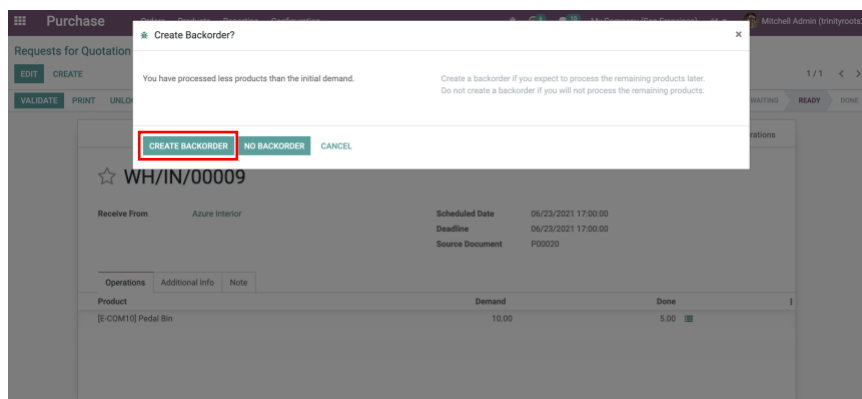 Purchase
Mitchell Admin (trinityroots
Create Backorder?
×
Requests for Quotation
EDIT CREATE
1 / 1
You have processed less products than the initial demand.
Create a backorder if you expect to process the remaining products later.
Do not create a backorder if you will not process the remaining products.
VALIDATE PRINT UNLO
WAITING READY DONE
rations
CREATE BACKORDER NO BACKORDER CANCEL
WH/IN/00009
Receive From Azure Interior
Scheduled Date 06/23/2021 17:00:00
Deadline 06/23/2021 17:00:00
Source Document P00020
Operations Additional Info Note
Product Demand Done
[E-COM10] Pedal Bin 10.00 5.00